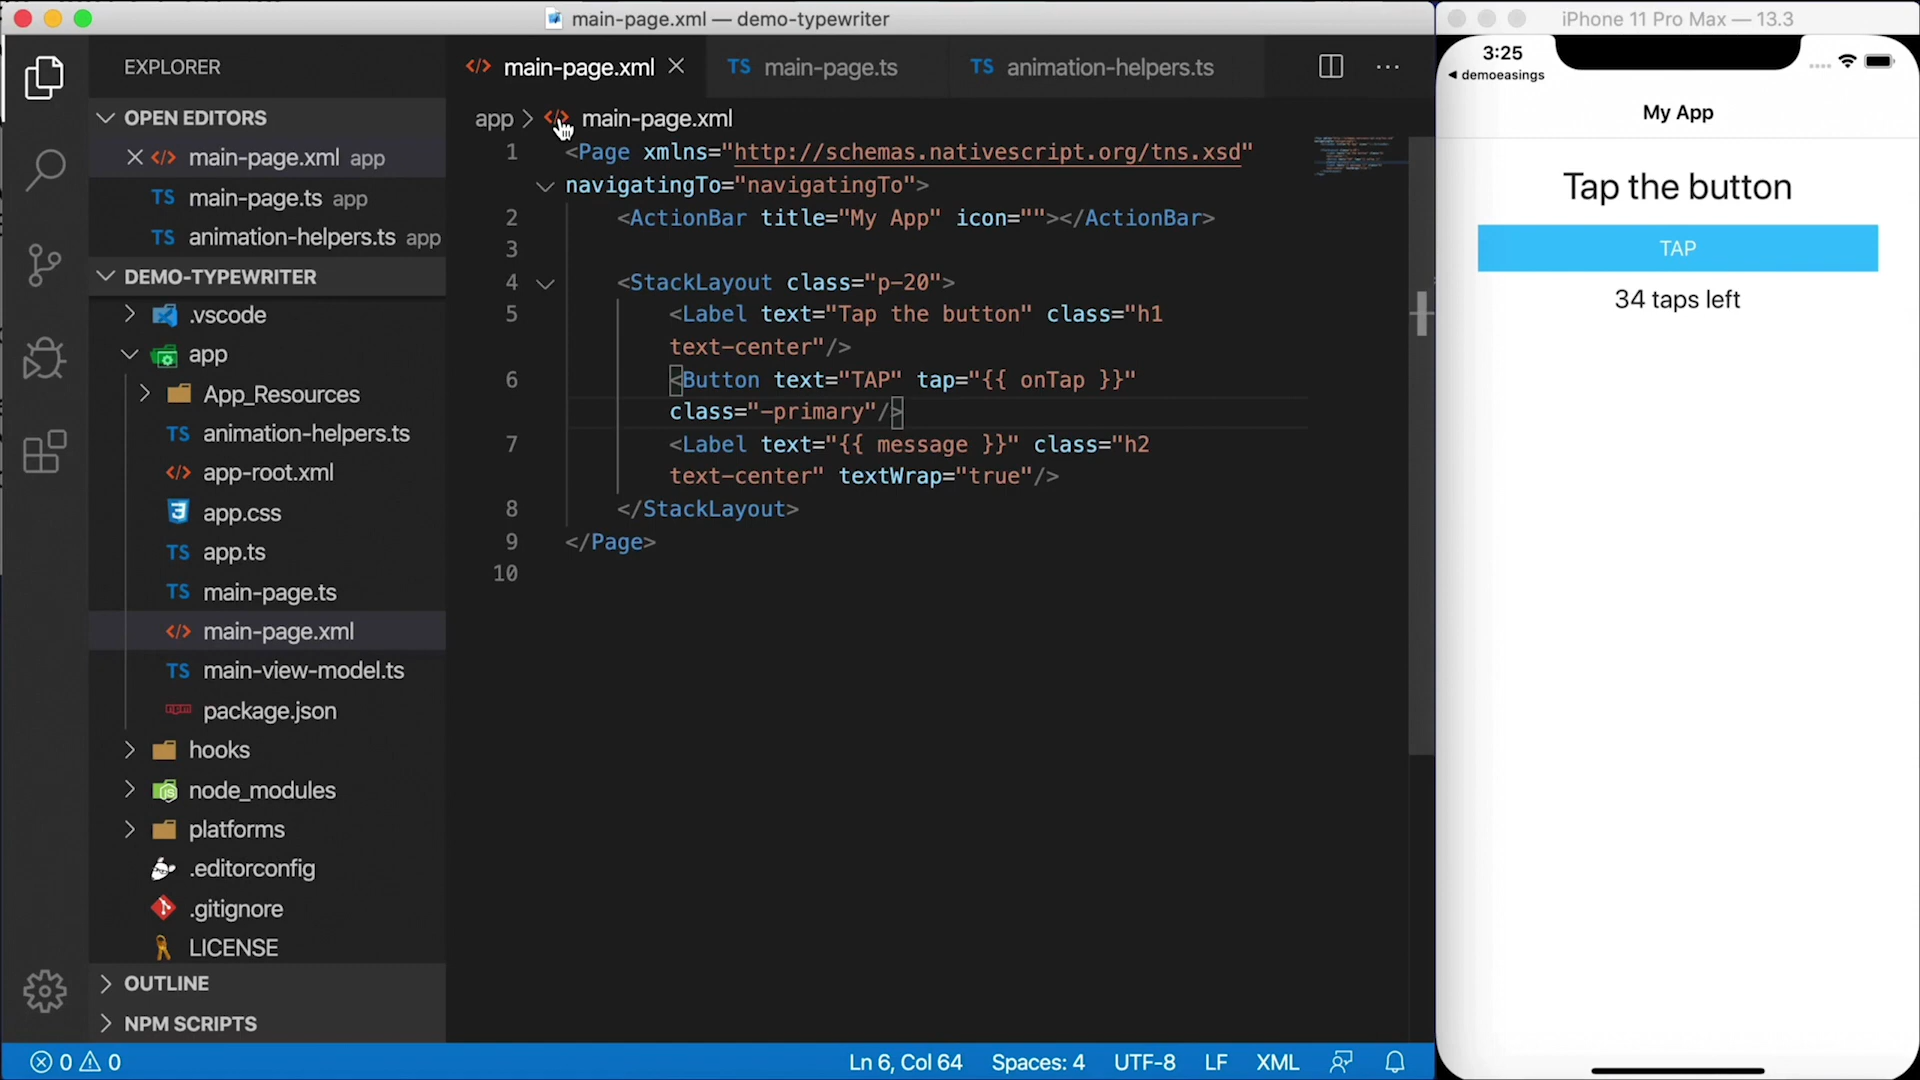 main-page.xml — demo-typewriter
EXPLORER
OPEN EDITORS
main-page.xml app
TS main-page.ts app
TS animation-helpers.ts app
DEMO-TYPEWRITER
.vscode
app
App_Resources
TS animation-helpers.ts
app-root.xml
app.css
TS app.ts
TS main-page.ts
main-page.xml
TS main-view-model.ts
package.json
hooks
node_modules
platforms
.editorconfig
.gitignore
LICENSE
OUTLINE
NPM SCRIPTS
main-page.xml
TS main-page.ts
TS animation-helpers.ts
app > main-page.xml
1 <Page xmlns="http://schemas.nativescript.org/tns.xsd"
navigatingTo="navigatingTo">
2 <ActionBar title="My App" icon=""></ActionBar>
3
4 <StackLayout class="p-20">
5 <Label text="Tap the button" class="h1
text-center"/>
6 <Button text="TAP" tap="{{ onTap }}"
class="-primary"/>
7 <Label text="{{ message }}" class="h2
text-center" textWrap="true"/>
8 </StackLayout>
9 </Page>
10
0 0
Ln 6, Col 64
Spaces: 4
UTF-8
LF
XML
iPhone 11 Pro Max — 13.3
3:25
demoeasings
My App
Tap the button
TAP
34 taps left